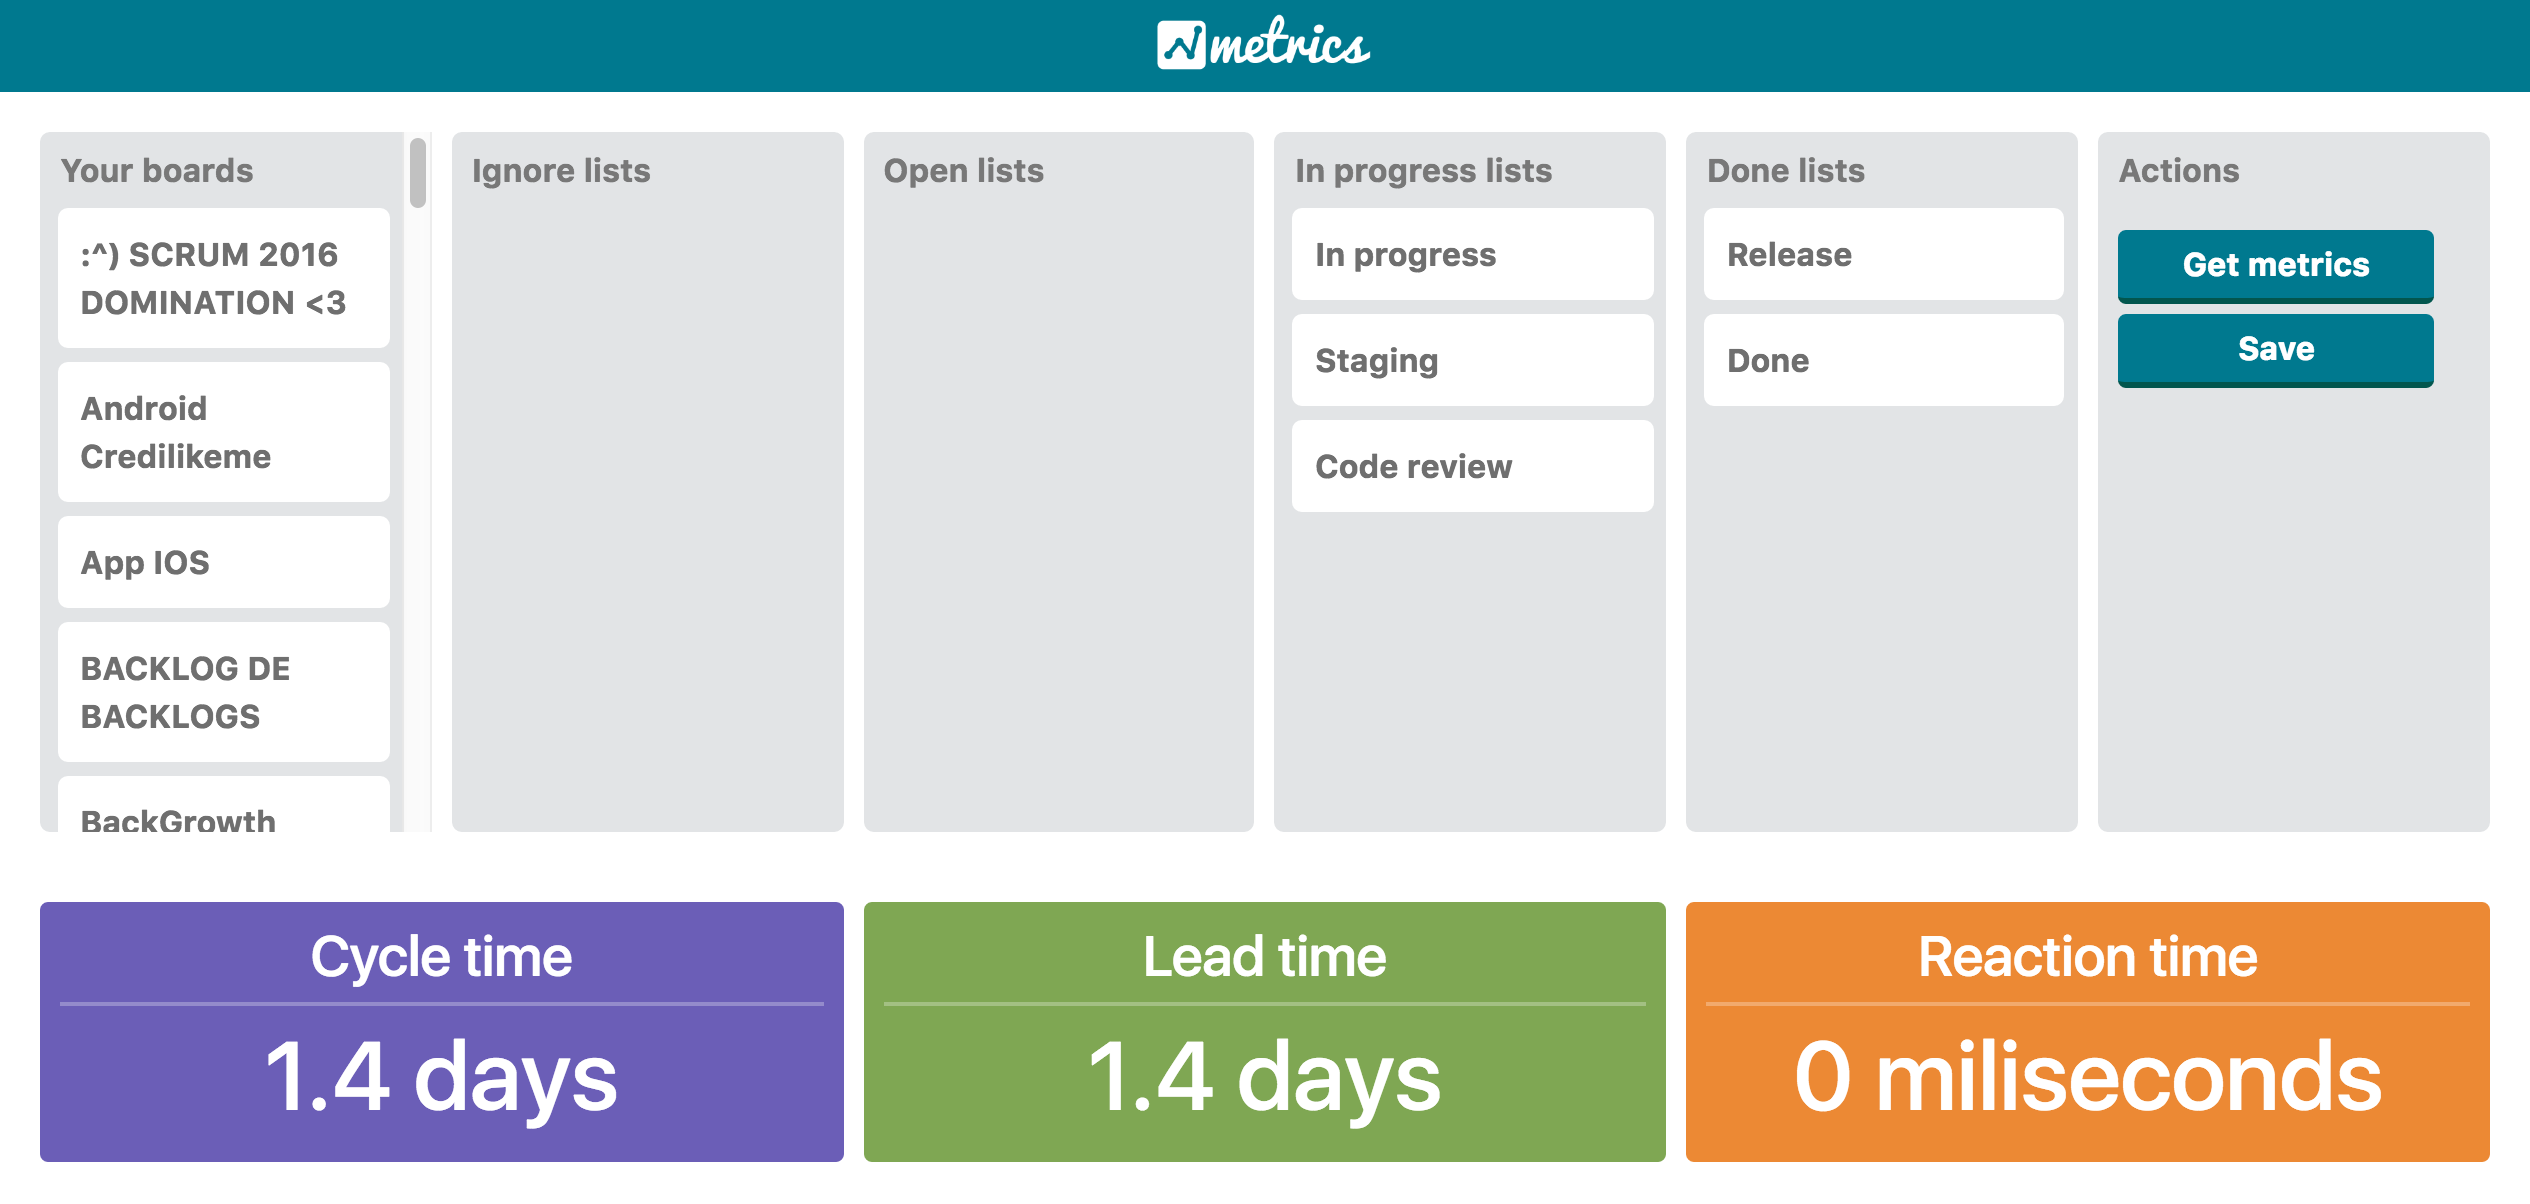 metrics
Your boards
:^) SCRUM 2016
DOMINATION <3
Android
Credilikeme
App IOS
BACKLOG DE
BACKLOGS
BackGrowth
Ignore lists
Open lists
In progress lists
In progress
Staging
Code review
Done lists
Release
Done
Actions
Get metrics
Save
Cycle time
1.4 days
Lead time
1.4 days
Reaction time
0 miliseconds